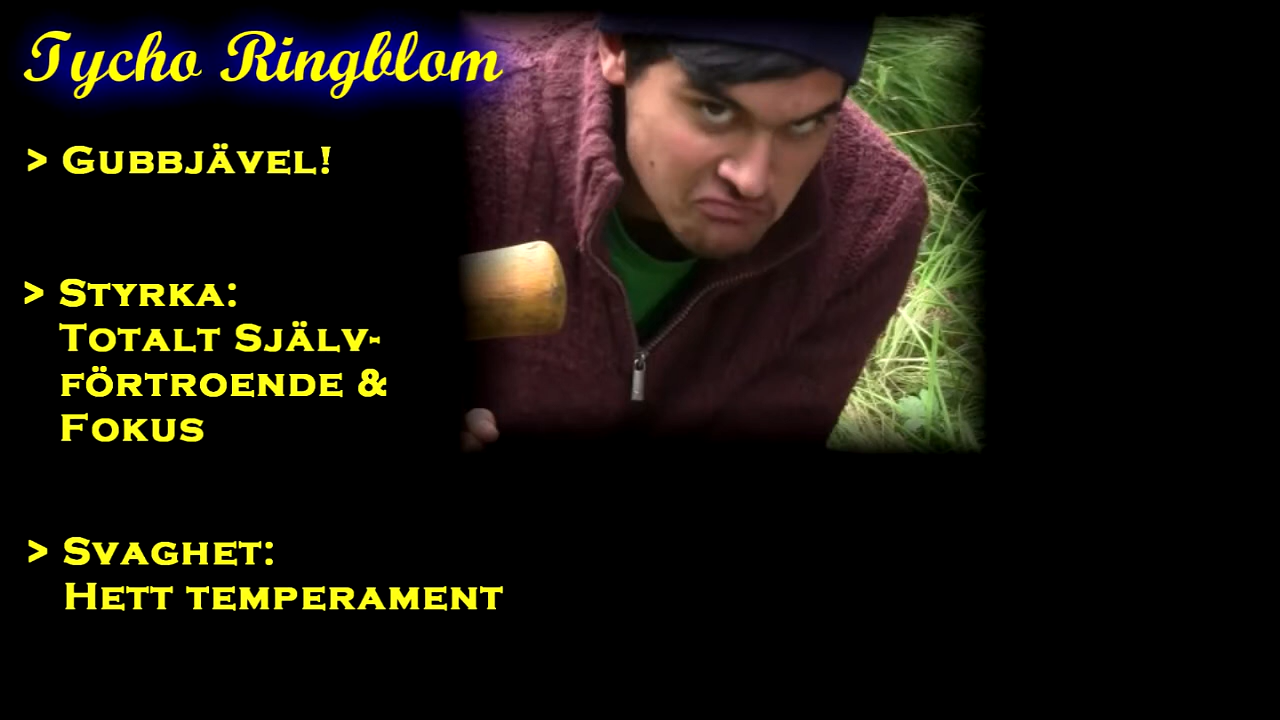 Tycho Ringblom
> Gubbjävel!
> Styrka:
Totalt Själv-
förtroende &
Fokus
> Svaghet:
Hett temperament